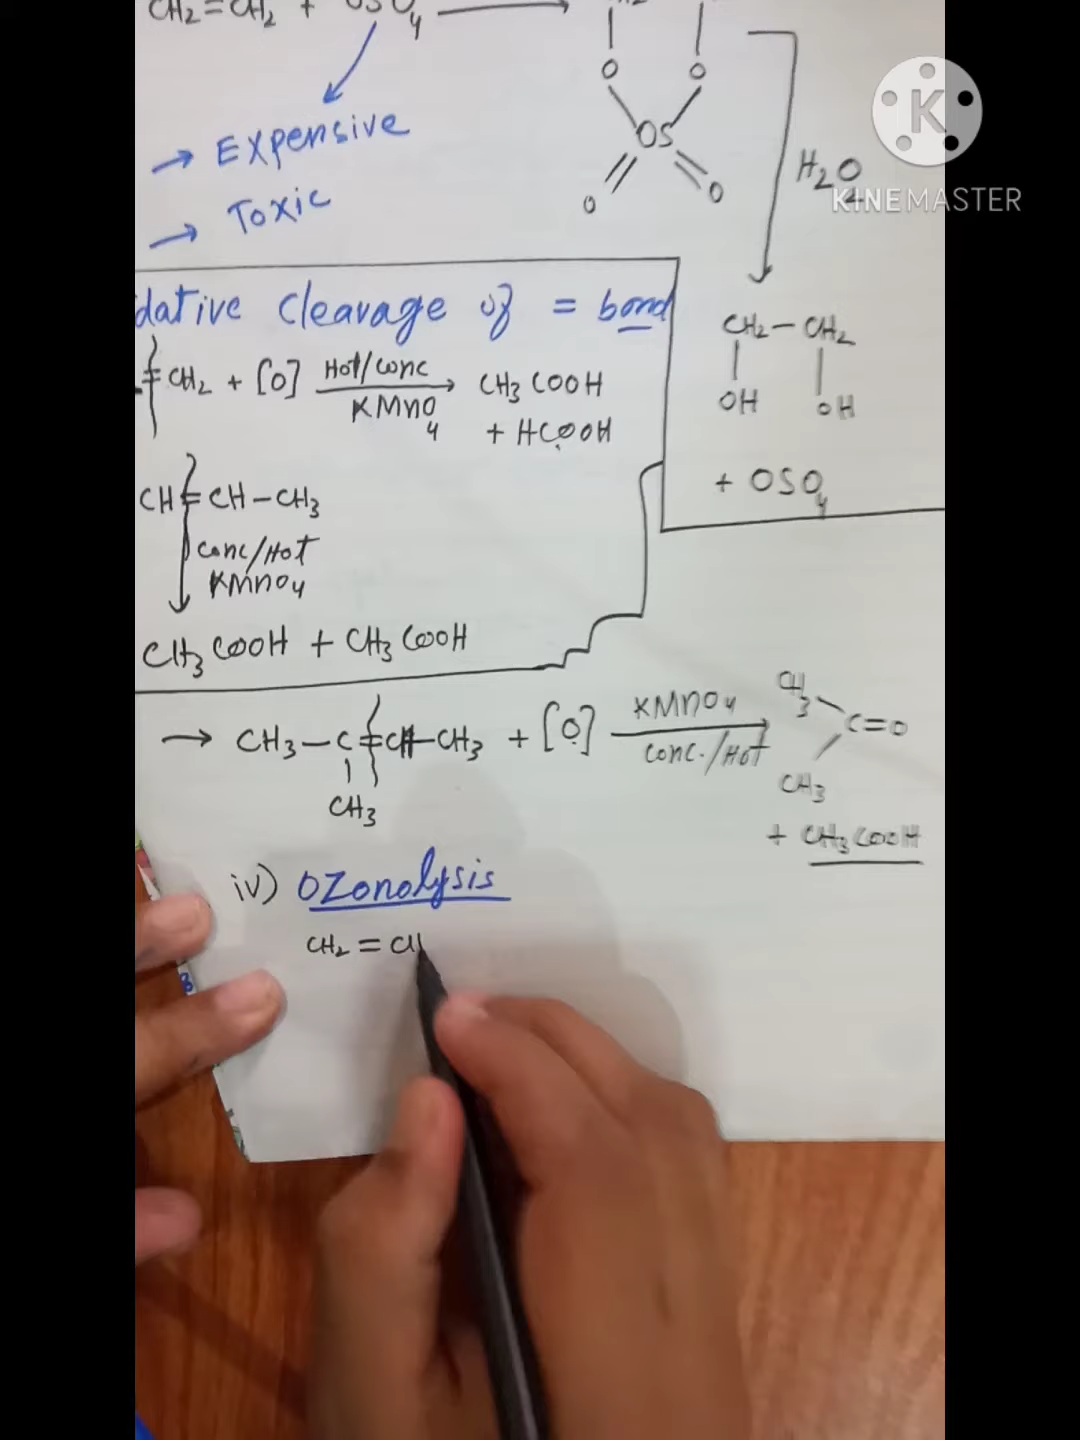 CH2=CH2 + OSO4
O O
OS
O O
→ Expensive
→ Toxic
H2O
K
KINEMASTER
dative Cleavage of = bond
=CH2 + [O] Hot/Conc → CH3COOH
KMnO4 + HCOOH
CH2-CH2
OH OH
+ OSO4
CH=CH-CH3
Conc/Hot
KMnO4
CH3COOH + CH3COOH
→ CH3-C=CH-CH3 + [O] KMnO4
Conc./Hot
CH3
CH3
C=O
CH3
+ CH3COOH
iv) Ozonolysis
CH2 = CH